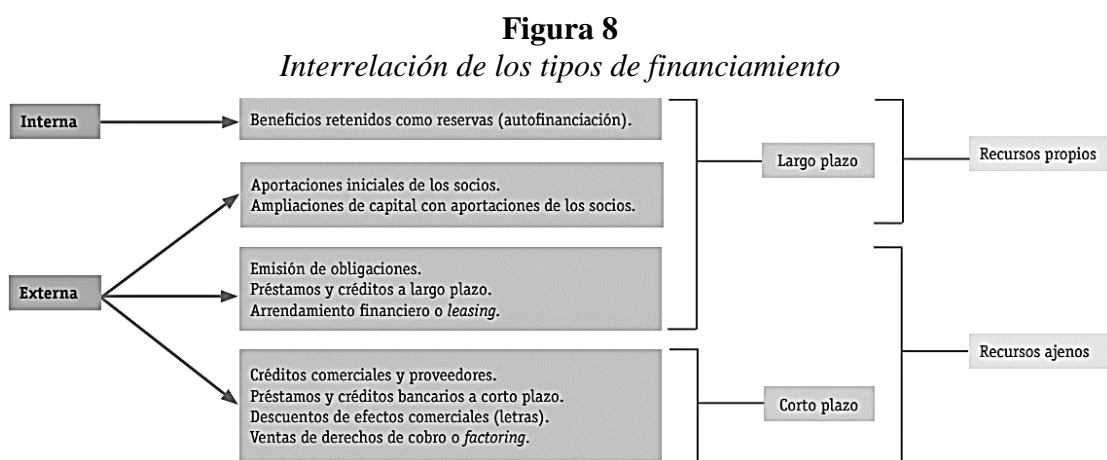 Figura 8
Interrelación de los tipos de financiamiento
Interna
Beneficios retenidos como reservas (autofinanciación).
Largo plazo
Recursos propios
Aportaciones iniciales de los socios.
Ampliaciones de capital con aportaciones de los socios.
Externa
Emisión de obligaciones.
Préstamos y créditos a largo plazo.
Arrendamiento financiero o leasing.
Recursos ajenos
Créditos comerciales y proveedores.
Préstamos y créditos bancarios a corto plazo.
Descuentos de efectos comerciales (letras).
Ventas de derechos de cobro o factoring.
Corto plazo